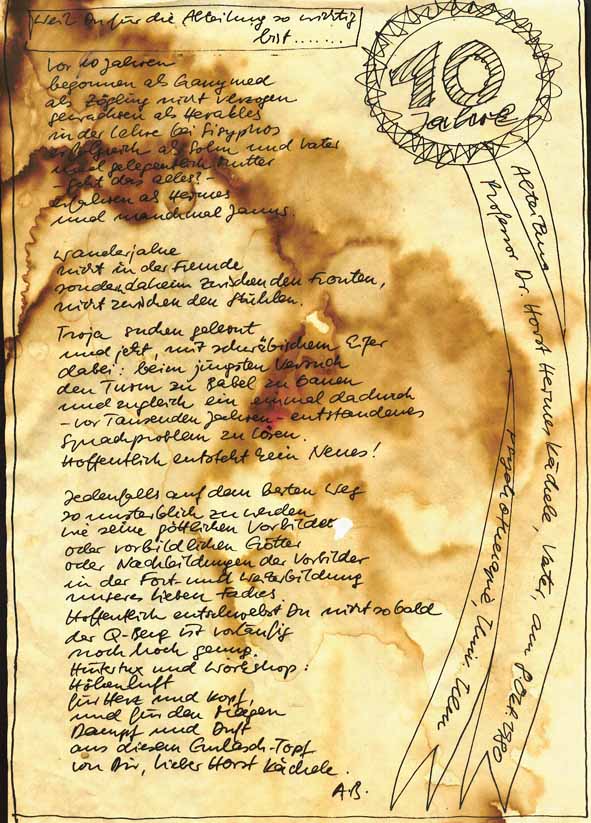 weil Du für die Abteilung so wichtig
bist.......
10
Jahre
Vor 10 Jahren
begonnen als Ganymed
als Zögling nicht verzogen
gewachsen als Herakles
in der Lehre bei Sisyphos
erfolgreich als Sohn und Vater
und gelegentlich Mutter
- Geht das alles? -
erfahren als Hermes
und manchmal Janus.
Wanderjahre
nicht in der Fremde
sondern daheim zwischen den Fronten,
nicht zwischen den Stühlen.
Troja suchen gelernt
und jetzt, mit schwäbischem Eifer
dabei: beim jüngsten Versuch
den Turm zu Babel zu bauen
und zugleich ein einmal dadurch
- vor Tausenden Jahren - entstandenes
Sprachproblem zu lösen.
Hoffentlich entsteht kein Neues!
Jedenfalls auf dem besten Weg
so unsterblich zu werden
wie seine göttlichen Vorbilder
oder vorbildlichen Götter
oder Nachbildungen der Vorbilder
in der Fort- und Weiterbildung
unseres lieben Faches.
Hoffentlich entschwebst Du nicht so bald
der Q-Berg ist vorläufig
noch hoch genug.
Hüttentux und Workshop:
Höhenluft
für Herz und Kopf,
und für den Magen
Dampf und Duft
aus diesem Gulasch-Topf
von Dir, lieber Horst Kächele.
A.B.
Abteilung
Professor Dr. Horst Hermes Kächele, Vater, am
1980
Psychotherapie, Univ. Ulm